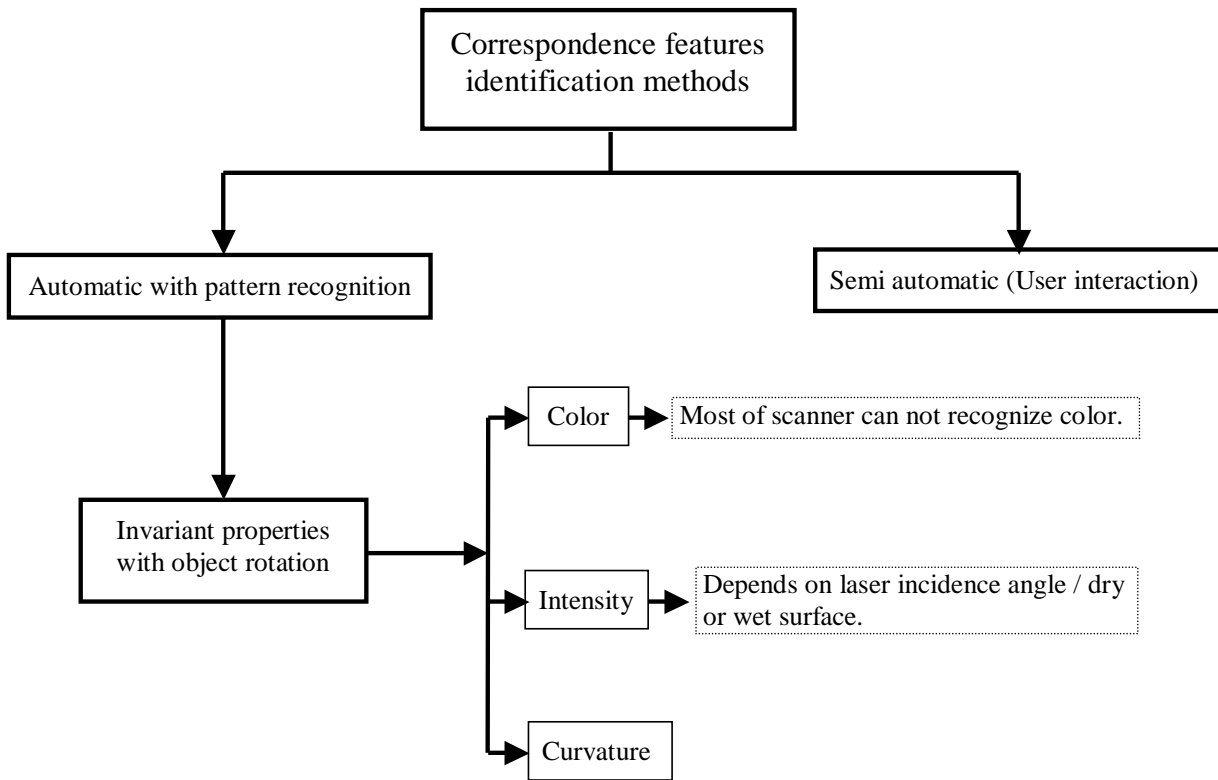 Correspondence features
identification methods
Automatic with pattern recognition
Semi automatic (User interaction)
Color
Most of scanner can not recognize color.
Invariant properties
with object rotation
Intensity
Depends on laser incidence angle / dry
or wet surface.
Curvature